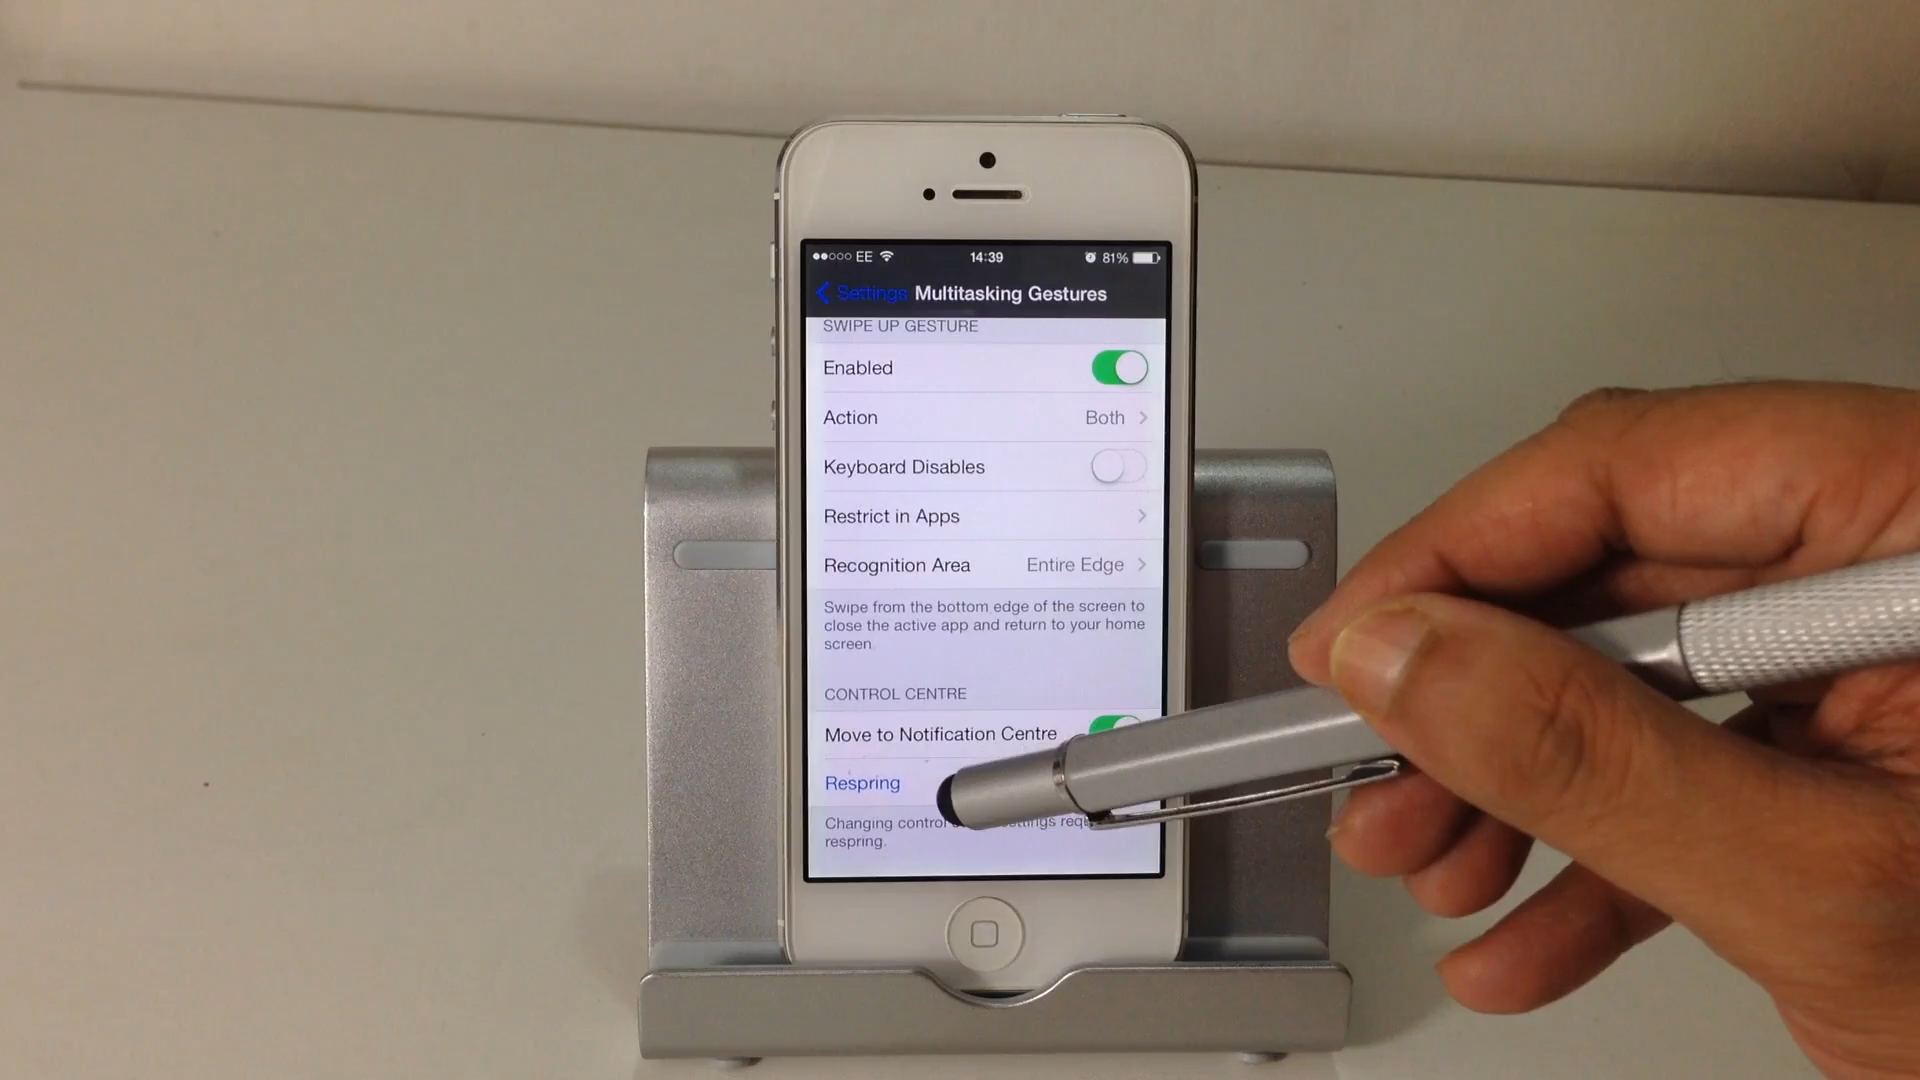 EE 14:39 81%
Settings Multitasking Gestures
SWIPE UP GESTURE
Enabled
Action Both
Keyboard Disables
Restrict in Apps
Recognition Area Entire Edge
Swipe from the bottom edge of the screen to
close the active app and return to your home
screen
CONTROL CENTRE
Move to Notification Centre
Respring
Changing control
respring.